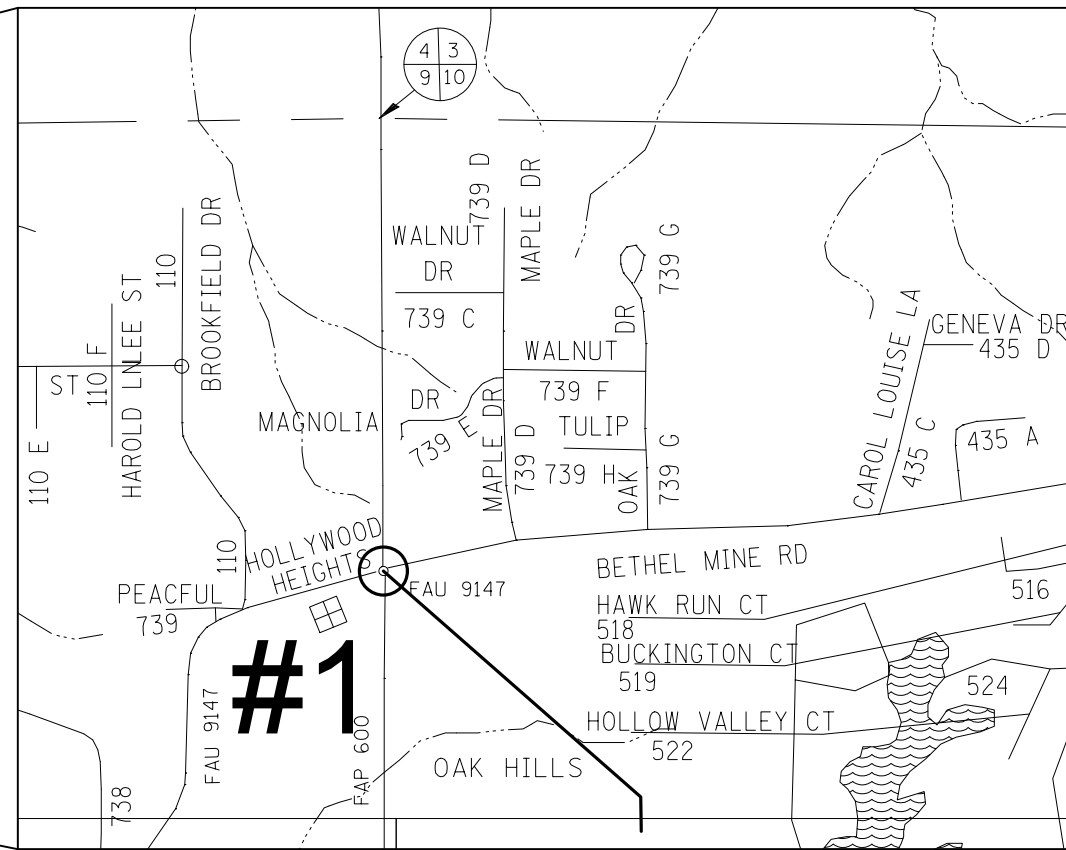 4 3
9 10
739 D
MAPLE DR
WALNUT
DR
739 C
110
BROOKFIELD DR
739 G
DR
HAROLD LNLEE ST
110 F
ST
110 E
WALNUT
739 F
DR
739 E
MAGNOLIA
TULIP
739 H
MAPLE DR
739 D
OAK
739 G
GENEVA DR
435 D
CAROL LOUISE LA
435 C
435 A
HOLLYWOOD
HEIGHTS
110
PEACFUL
739
FAU 9147
BETHEL MINE RD
HAWK RUN CT
518
516
BUCKINGTON CT
519
524
HOLLOW VALLEY CT
522
#1
FAU 9147
FAP 600
OAK HILLS
738